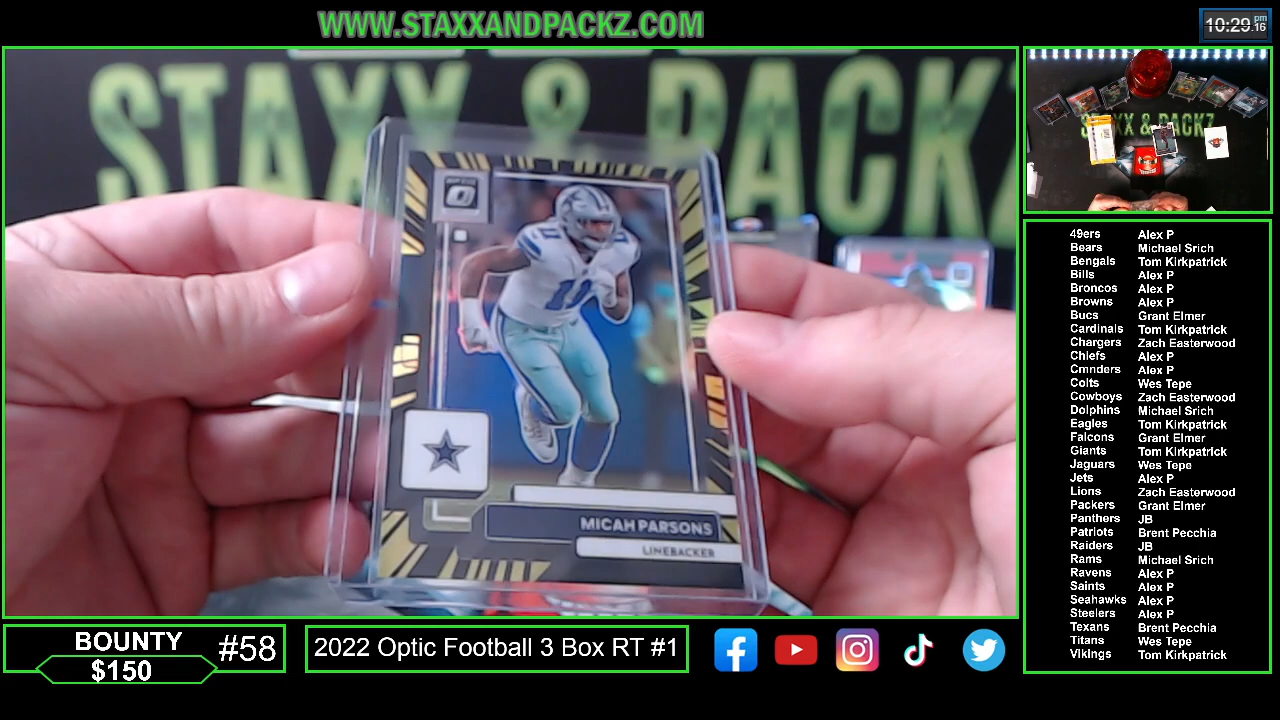 WWW.STAXXANDPACKZ.COM
10:29 pm
16
STAXX & PACKZ
STAXX & PACKZ
11
MICAH PARSONS
LINEBACKER
49ers Alex P
Bears Michael Srich
Bengals Tom Kirkpatrick
Bills Alex P
Broncos Alex P
Browns Alex P
Bucs Grant Elmer
Cardinals Tom Kirkpatrick
Chargers Zach Easterwood
Chiefs Alex P
Cmnders Alex P
Colts Wes Tepe
Cowboys Zach Easterwood
Dolphins Michael Srich
Eagles Tom Kirkpatrick
Falcons Grant Elmer
Giants Tom Kirkpatrick
Jaguars Wes Tepe
Jets Alex P
Lions Zach Easterwood
Packers Grant Elmer
Panthers JB
Patriots Brent Pecchia
Raiders JB
Rams Michael Srich
Ravens Alex P
Saints Alex P
Seahawks Alex P
Steelers Alex P
Texans Brent Pecchia
Titans Wes Tepe
Vikings Tom Kirkpatrick
BOUNTY
$150
#58
2022 Optic Football 3 Box RT #1